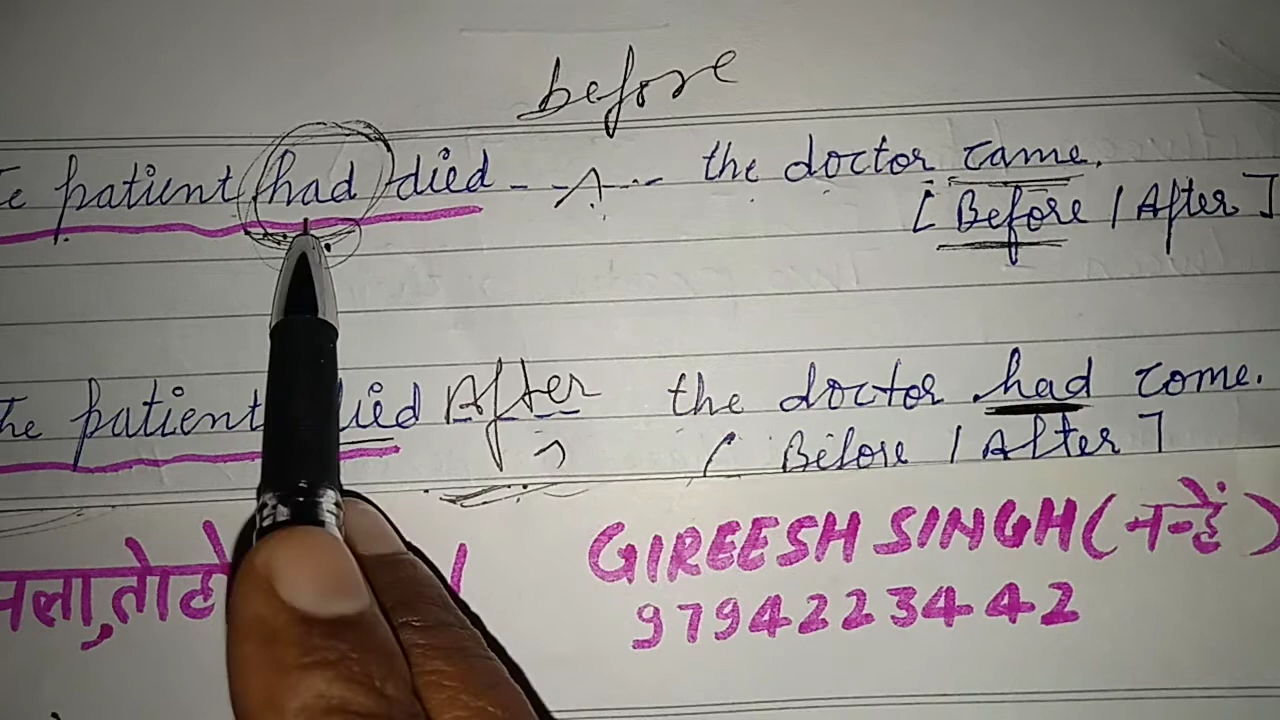 before
patient had died - - - - - the doctor came.
[ Before / After ]
The patient died After the doctor had come.
( Before / After ]
GIREESH SINGH (नन्हें)
9794223442